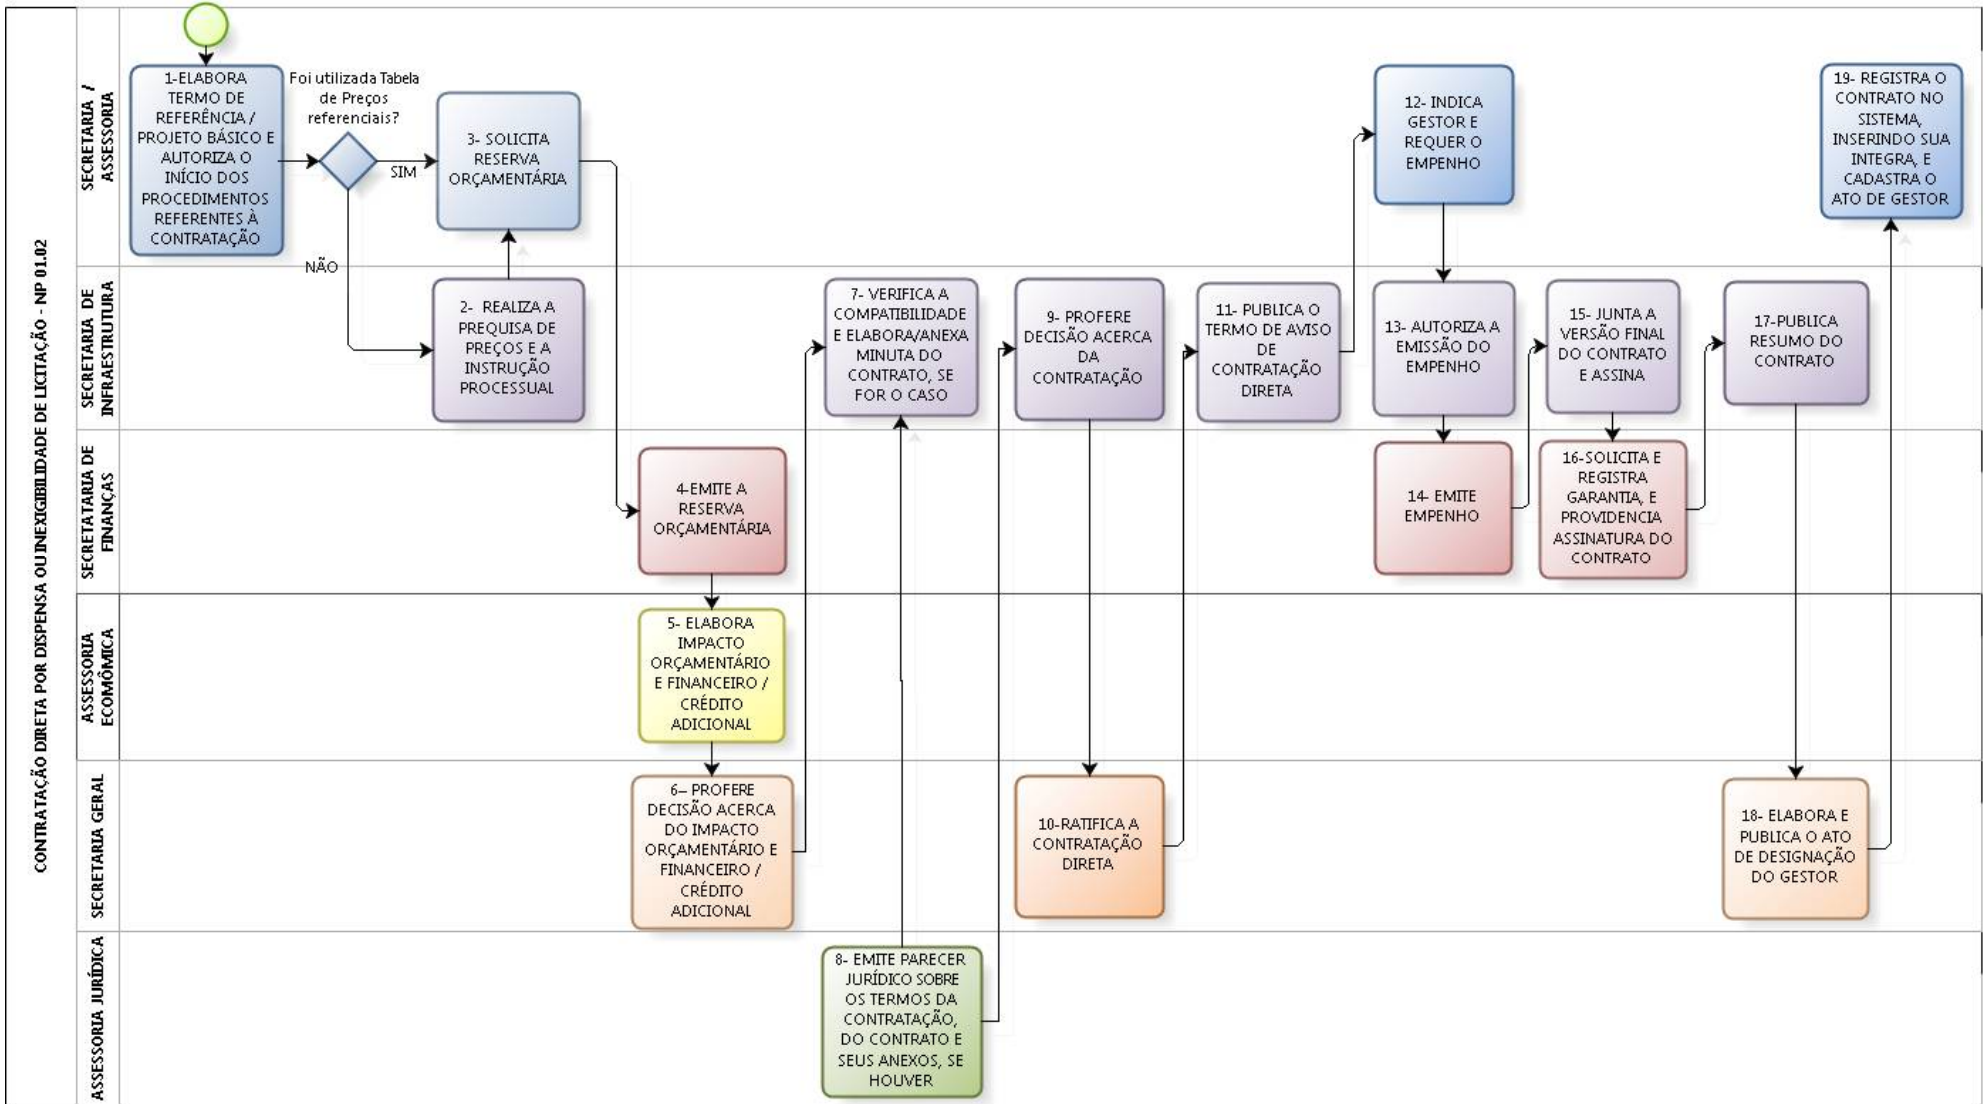 CONTRATAÇÃO DIRETA POR DISPENSA OU INEXIGIBILIDADE DE LICITAÇÃO - NP 01.02
SECRETARIA /
ASSESSORIA
1-ELABORA
TERMO DE
REFERÊNCIA /
PROJETO BÁSICO E
AUTORIZA O
INÍCIO DOS
PROCEDIMENTOS
REFERENTES À
CONTRATAÇÃO
Foi utilizada Tabela
de Preços
referenciais?
SIM
NÃO
3- SOLICITA
RESERVA
ORÇAMENTÁRIA
12- INDICA
GESTOR E
REQUER O
EMPENHO
19- REGISTRA O
CONTRATO NO
SISTEMA,
INSERINDO SUA
INTEGRA, E
CADASTRA O
ATO DE GESTOR
SECRETARIA DE
INFRAESTRUTURA
2- REALIZA A
PREQUISA DE
PREÇOS E A
INSTRUÇÃO
PROCESSUAL
7- VERIFICA A
COMPATIBILIDADE
E ELABORA/ANEXA
MINUTA DO
CONTRATO, SE
FOR O CASO
9- PROFERE
DECISÃO ACERCA
DA
CONTRATAÇÃO
11- PUBLICA O
TERMO DE AVISO
DE
CONTRATAÇÃO
DIRETA
13- AUTORIZA A
EMISSÃO DO
EMPENHO
15- JUNTA A
VERSÃO FINAL
DO CONTRATO
E ASSINA
17-PUBLICA
RESUMO DO
CONTRATO
SECRETATARIA DE
FINANÇAS
4-EMITE A
RESERVA
ORÇAMENTÁRIA
14- EMITE
EMPENHO
16-SOLICITA E
REGISTRA
GARANTIA, E
PROVIDENCIA
ASSINATURA DO
CONTRATO
ASSESSORIA
ECOMÔMICA
5- ELABORA
IMPACTO
ORÇAMENTÁRIO
E FINANCEIRO /
CRÉDITO
ADICIONAL
SECRETARIA GERAL
6– PROFERE
DECISÃO ACERCA
DO IMPACTO
ORÇAMENTÁRIO E
FINANCEIRO /
CRÉDITO
ADICIONAL
10-RATIFICA A
CONTRATAÇÃO
DIRETA
18- ELABORA E
PUBLICA O ATO
DE DESIGNAÇÃO
DO GESTOR
ASSESSORIA JURÍDICA
8- EMITE PARECER
JURÍDICO SOBRE
OS TERMOS DA
CONTRATAÇÃO,
DO CONTRATO E
SEUS ANEXOS, SE
HOUVER